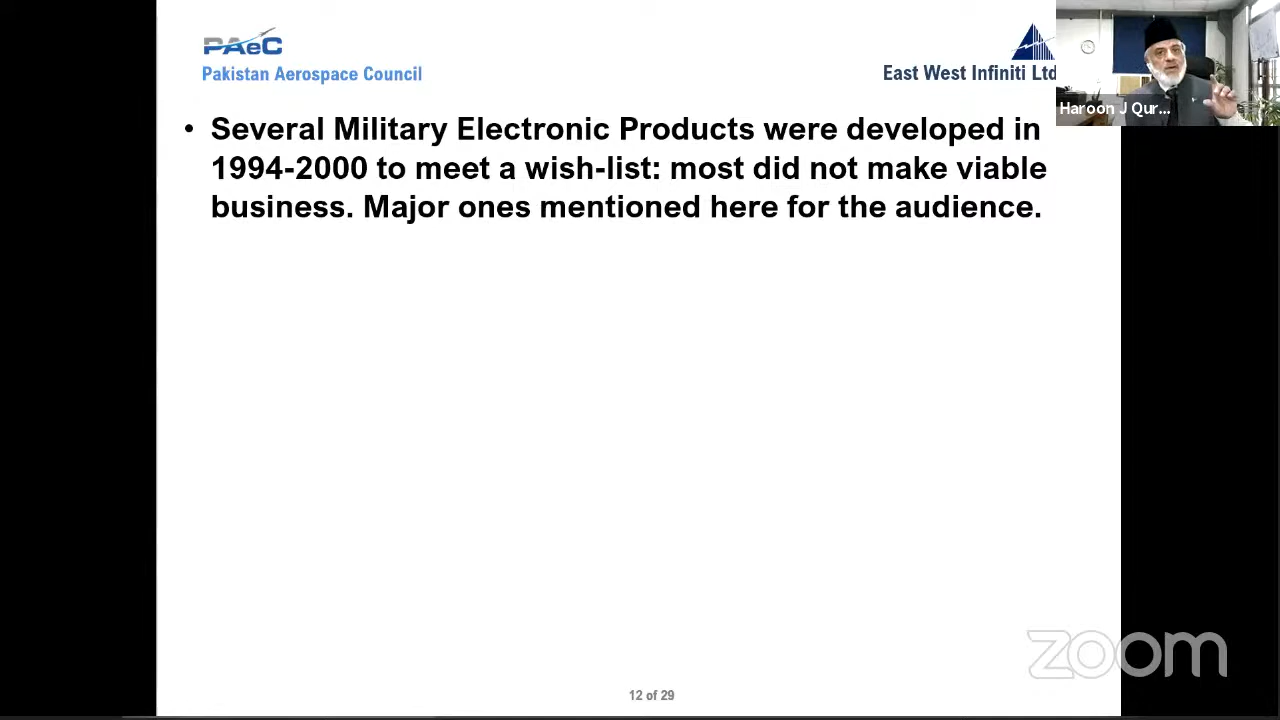 PAeC
Pakistan Aerospace Council
East West Infiniti Ltd
Haroon J Qur...
• Several Military Electronic Products were developed in
1994-2000 to meet a wish-list: most did not make viable
business. Major ones mentioned here for the audience.
zoom
12 of 29